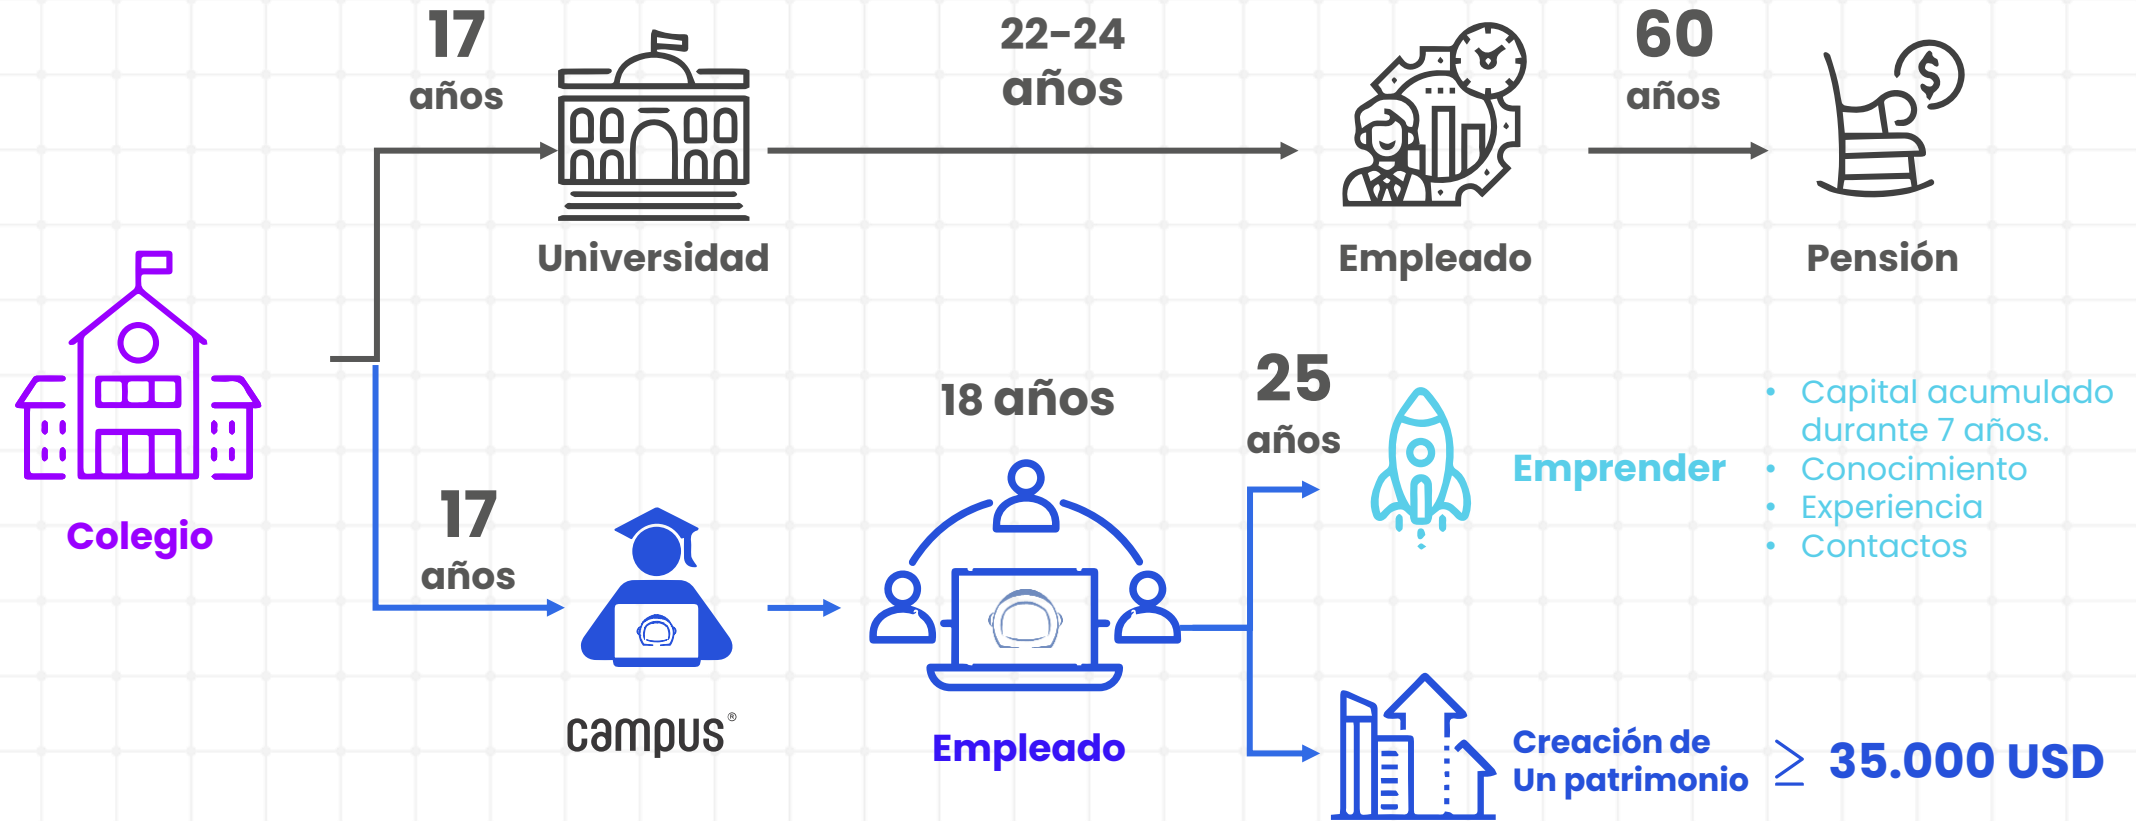 17
años
22-24
años
60
años
$
Universidad
Empleado
Pensión
Colegio
17
años
campus®
18 años
Empleado
25
años
Emprender
• Capital acumulado
durante 7 años.
• Conocimiento
• Experiencia
• Contactos
Creación de
Un patrimonio
≥ 35.000 USD